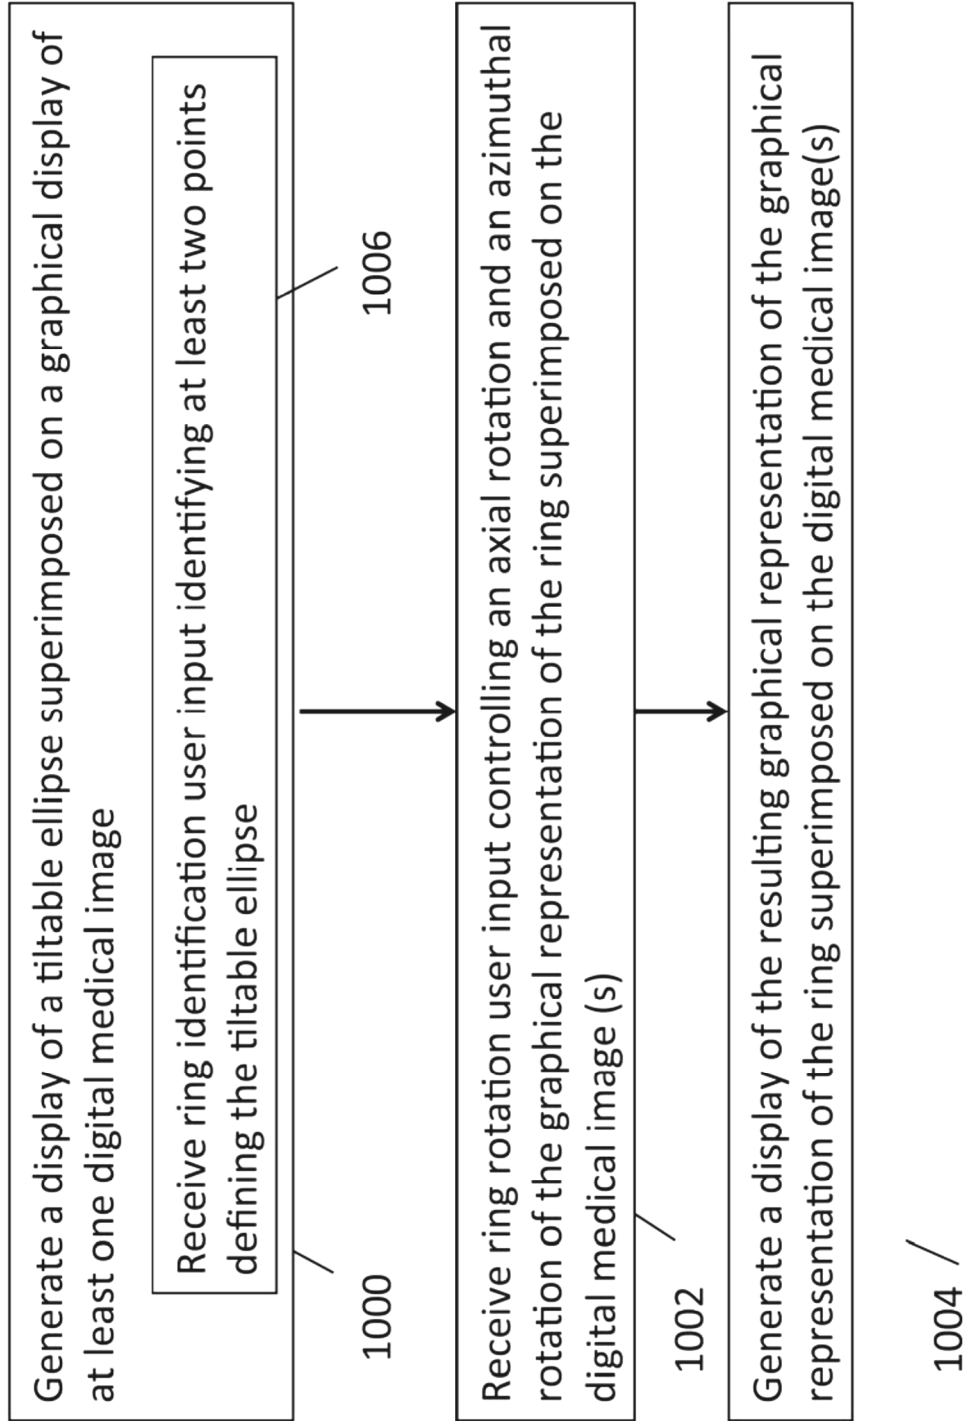 Generate a display of a tiltable ellipse superimposed on a graphical display of
at least one digital medical image
Receive ring identification user input identifying at least two points
defining the tiltable ellipse
1006
1000
Receive ring rotation user input controlling an axial rotation and an azimuthal
rotation of the graphical representation of the ring superimposed on the
digital medical image (s)
1002
Generate a display of the resulting graphical representation of the graphical
representation of the ring superimposed on the digital medical image(s)
1004